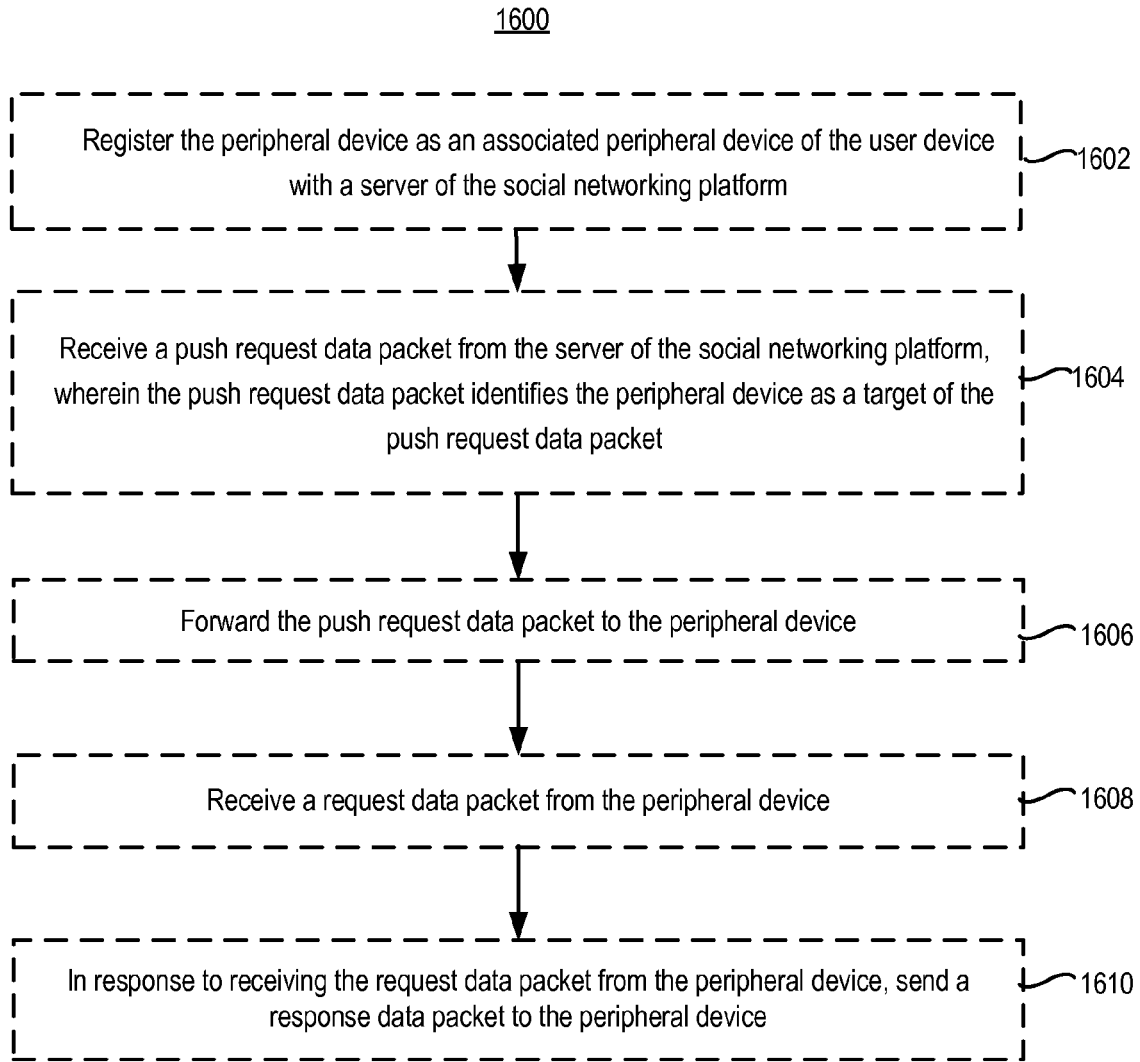 1600
Register the peripheral device as an associated peripheral device of the user device
with a server of the social networking platform
1602
Receive a push request data packet from the server of the social networking platform,
wherein the push request data packet identifies the peripheral device as a target of the
push request data packet
1604
Forward the push request data packet to the peripheral device
1606
Receive a request data packet from the peripheral device
1608
In response to receiving the request data packet from the peripheral device, send a
response data packet to the peripheral device
1610